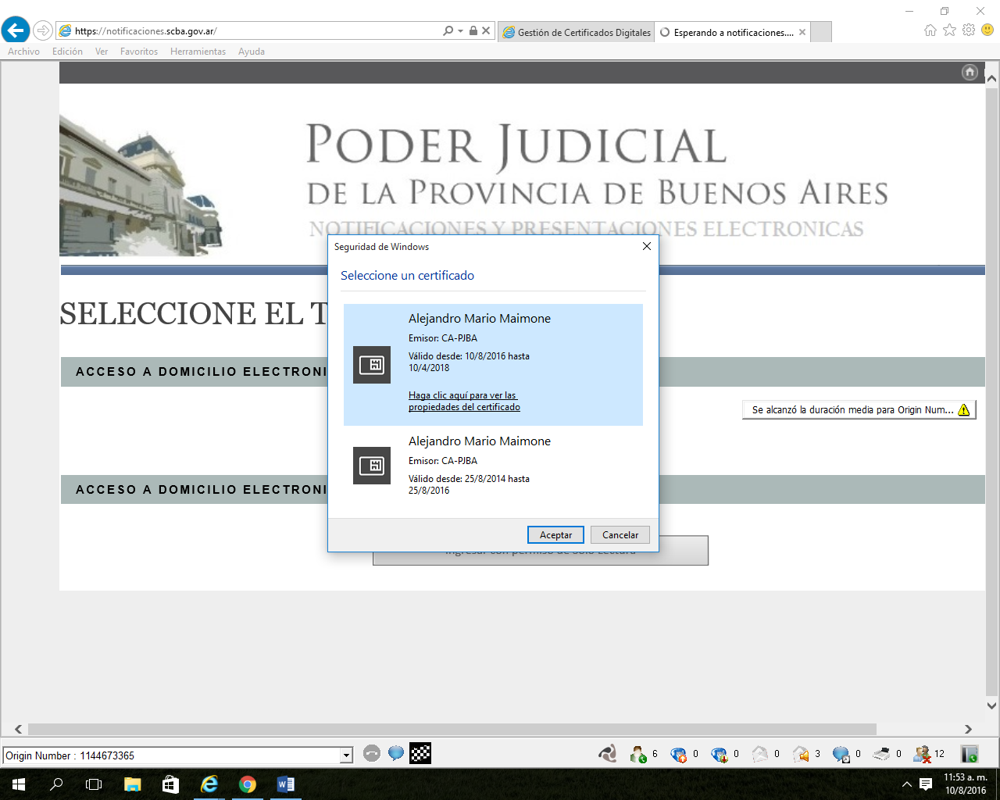 https://notificaciones.scba.gov.ar/
Gestión de Certificados Digitales
Esperando a notificaciones....
Archivo Edición Ver Favoritos Herramientas Ayuda
PODER JUDICIAL
DE LA PROVINCIA DE BUENOS AIRES
NOTIFICACIONES Y PRESENTACIONES ELECTRONICAS
Seguridad de Windows
Seleccione un certificado
SELECCIONE EL T
Alejandro Mario Maimone
Emisor: CA-PJBA
Válido desde: 10/8/2016 hasta
10/4/2018
Haga clic aquí para ver las
propiedades del certificado
ACCESO A DOMICILIO ELECTRONI
Se alcanzó la duración media para Origin Num...
Alejandro Mario Maimone
Emisor: CA-PJBA
Válido desde: 25/8/2014 hasta
25/8/2016
ACCESO A DOMICILIO ELECTRONI
Aceptar Cancelar
Ingresar con permiso de Solo Lectura
Origin Number : 1144673365
6 0 0 0 3 0 0 12
11:53 a. m.
10/8/2016